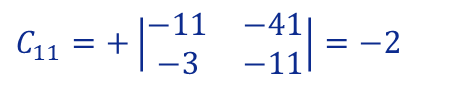 C₁₁ = + |−11 −41|
|−3 −11| = −2